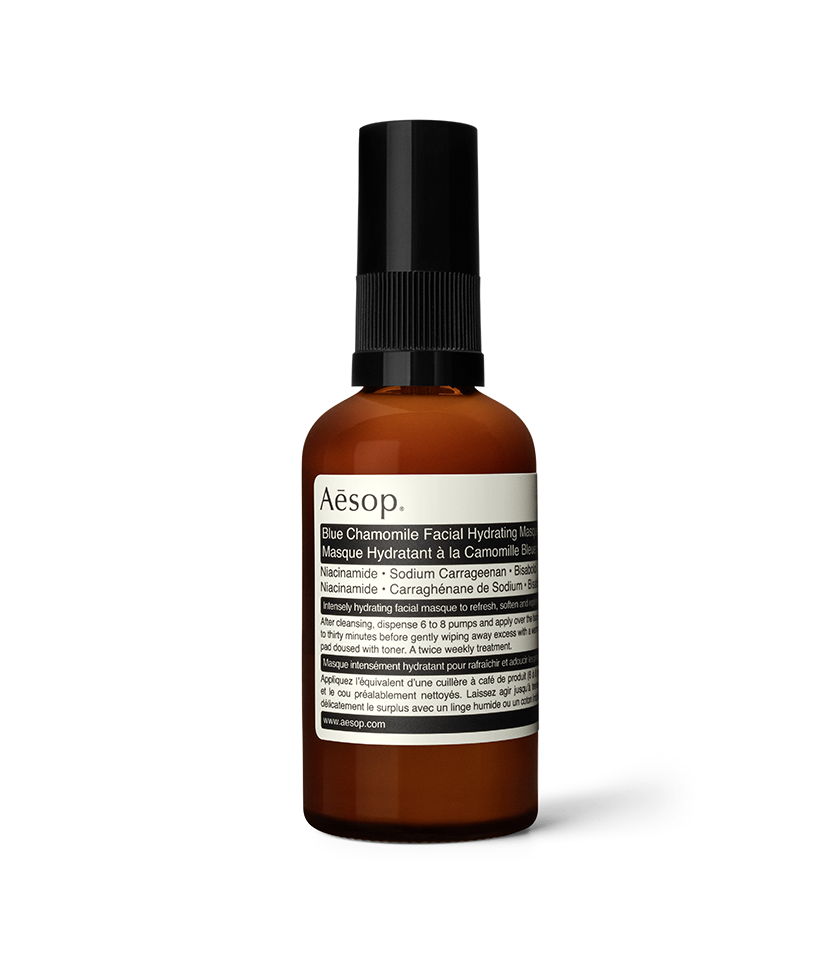 Aēsop®
Blue Chamomile Facial Hydrating
Masque Hydratant à la Camomille Bleue
Niacinamide • Sodium Carrageenan •
Niacinamide • Carraghénane de Sodium •
Intensely hydrating facial masque to refresh, soften and
After cleansing, dispense 6 to 8 pumps and apply over the
to thirty minutes before gently wiping away excess with a
pad doused with toner. A twice weekly treatment.
Masque intensément hydratant pour rafraîchir et adoucir
Appliquez l'équivalent d'une cuillère à café de produit (6 à
et le cou préalablement nettoyés. Laissez agir jusqu'à
délicatement le surplus avec un linge humide ou un coton
www.aesop.com